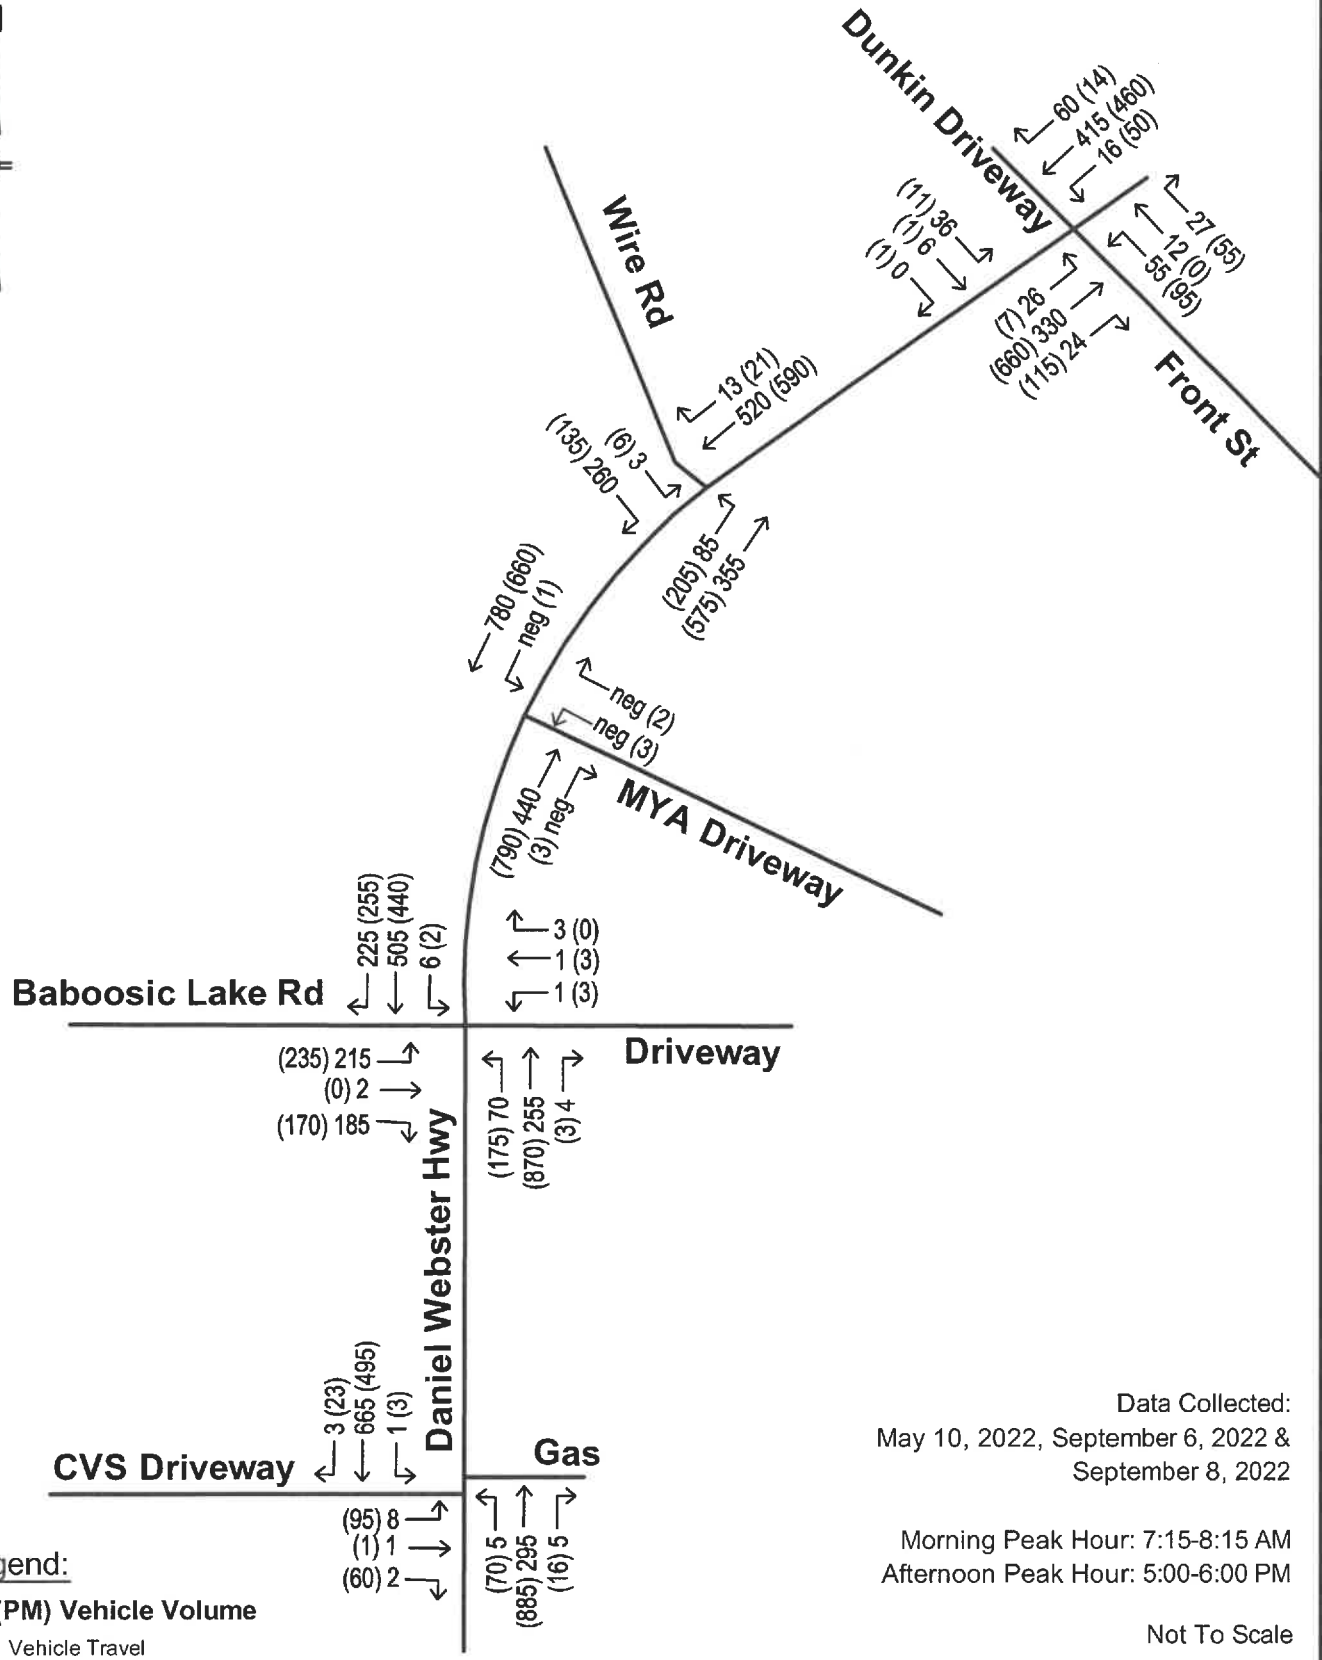 Dunkin Driveway
60 (14)
415 (460)
16 (50)
27 (55)
12 (0)
55 (95)
(11) 36
(1) 6
(1) 0
(7) 26
(660) 330
(115) 24
Front St
Wire Rd
13 (21)
520 (590)
(6) 3
(135) 260
(205) 85
(575) 355
780 (660)
neg (1)
neg (2)
neg (3)
MYA Driveway
(790) 440
(3) neg
225 (255)
505 (440)
6 (2)
3 (0)
1 (3)
1 (3)
Baboosic Lake Rd
Driveway
(235) 215
(0) 2
(170) 185
(175) 70
(870) 255
(3) 4
Daniel Webster Hwy
3 (23)
665 (495)
1 (3)
CVS Driveway
Gas
(95) 8
(1) 1
(60) 2
(70) 5
(885) 295
(16) 5
Data Collected:
May 10, 2022, September 6, 2022 &
September 8, 2022
Morning Peak Hour: 7:15-8:15 AM
Afternoon Peak Hour: 5:00-6:00 PM
Not To Scale
gend:
(PM) Vehicle Volume
Vehicle Travel